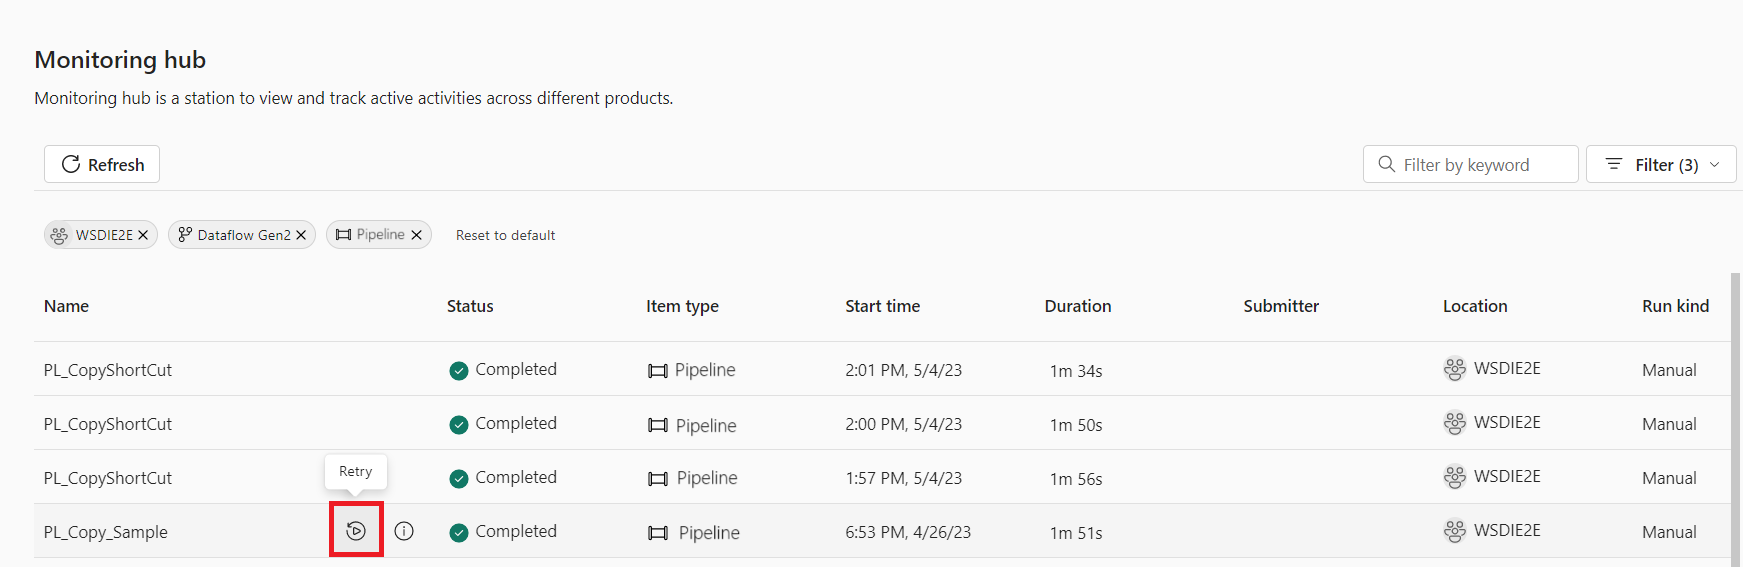 Monitoring hub
Monitoring hub is a station to view and track active activities across different products.
Refresh
Filter by keyword
Filter (3)
WSDIE2E
Dataflow Gen2
Pipeline
Reset to default
Name Status Item type Start time Duration Submitter Location Run kind
PL_CopyShortCut Completed Pipeline 2:01 PM, 5/4/23 1m 34s WSDIE2E Manual
PL_CopyShortCut Completed Pipeline 2:00 PM, 5/4/23 1m 50s WSDIE2E Manual
Retry
PL_CopyShortCut Completed Pipeline 1:57 PM, 5/4/23 1m 56s WSDIE2E Manual
PL_Copy_Sample Completed Pipeline 6:53 PM, 4/26/23 1m 51s WSDIE2E Manual